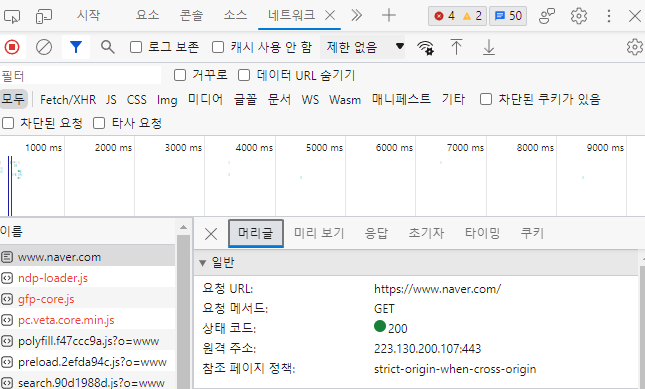 시작 요소 콘솔 소스 네트워크 4 2 50
로그 보존 캐시 사용 안 함 제한 없음
필터 거꾸로 데이터 URL 숨기기
모두 Fetch/XHR JS CSS Img 미디어 글꼴 문서 WS Wasm 매니페스트 기타 차단된 쿠키가 있음
차단된 요청 타사 요청
1000 ms 2000 ms 3000 ms 4000 ms 5000 ms 6000 ms 7000 ms 8000 ms 9000 ms
이름
www.naver.com
ndp-loader.js
gfp-core.js
pc.veta.core.min.js
polyfill.f47ccc9a.js?o=www
preload.2efda94c.js?o=www
search.90d1988d.js?o=www
머리글 미리 보기 응답 초기자 타이밍 쿠키
일반
요청 URL: https://www.naver.com/
요청 메서드: GET
상태 코드: 200
원격 주소: 223.130.200.107:443
참조 페이지 정책: strict-origin-when-cross-origin